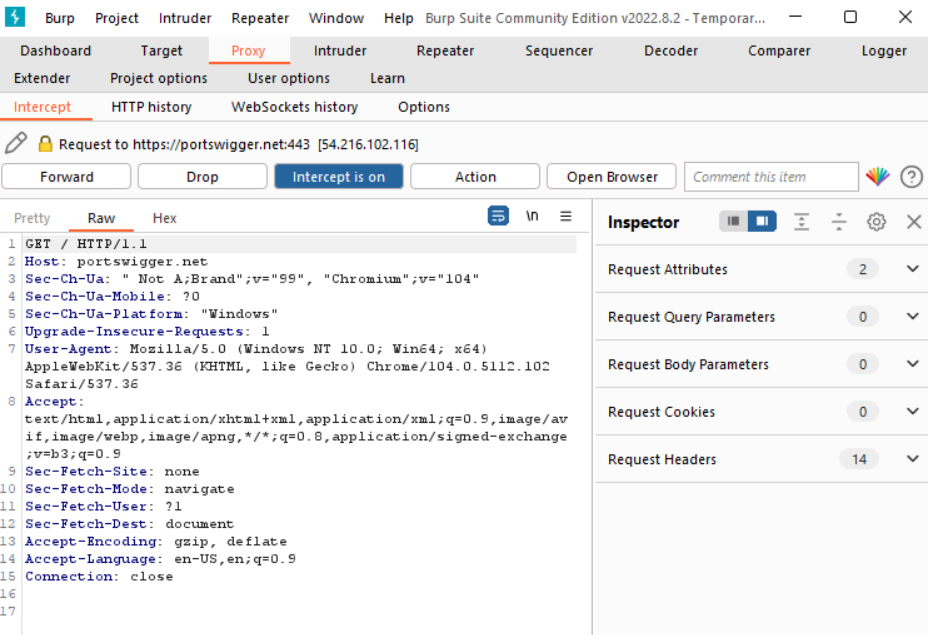 Burp Project Intruder Repeater Window Help Burp Suite Community Edition v2022.8.2 - Temporar...
Dashboard Target Proxy Intruder Repeater Sequencer Decoder Comparer Logger
Extender Project options User options Learn
Intercept HTTP history WebSockets history Options
Request to https://portswigger.net:443 [54.216.102.116]
Forward Drop Intercept is on Action Open Browser Comment this item ?
Pretty Raw Hex \n
1 GET / HTTP/1.1
2 Host: portswigger.net
3 Sec-Ch-Ua: " Not A;Brand";v="99", "Chromium";v="104"
4 Sec-Ch-Ua-Mobile: ?0
5 Sec-Ch-Ua-Platform: "Windows"
6 Upgrade-Insecure-Requests: 1
7 User-Agent: Mozilla/5.0 (Windows NT 10.0; Win64; x64)
AppleWebKit/537.36 (KHTML, like Gecko) Chrome/104.0.5112.102
Safari/537.36
8 Accept:
text/html,application/xhtml+xml,application/xml;q=0.9,image/av
if,image/webp,image/apng,*/*;q=0.8,application/signed-exchange
;v=b3;q=0.9
9 Sec-Fetch-Site: none
10 Sec-Fetch-Mode: navigate
11 Sec-Fetch-User: ?1
12 Sec-Fetch-Dest: document
13 Accept-Encoding: gzip, deflate
14 Accept-Language: en-US,en;q=0.9
15 Connection: close
16
17
Inspector
Request Attributes 2
Request Query Parameters 0
Request Body Parameters 0
Request Cookies 0
Request Headers 14